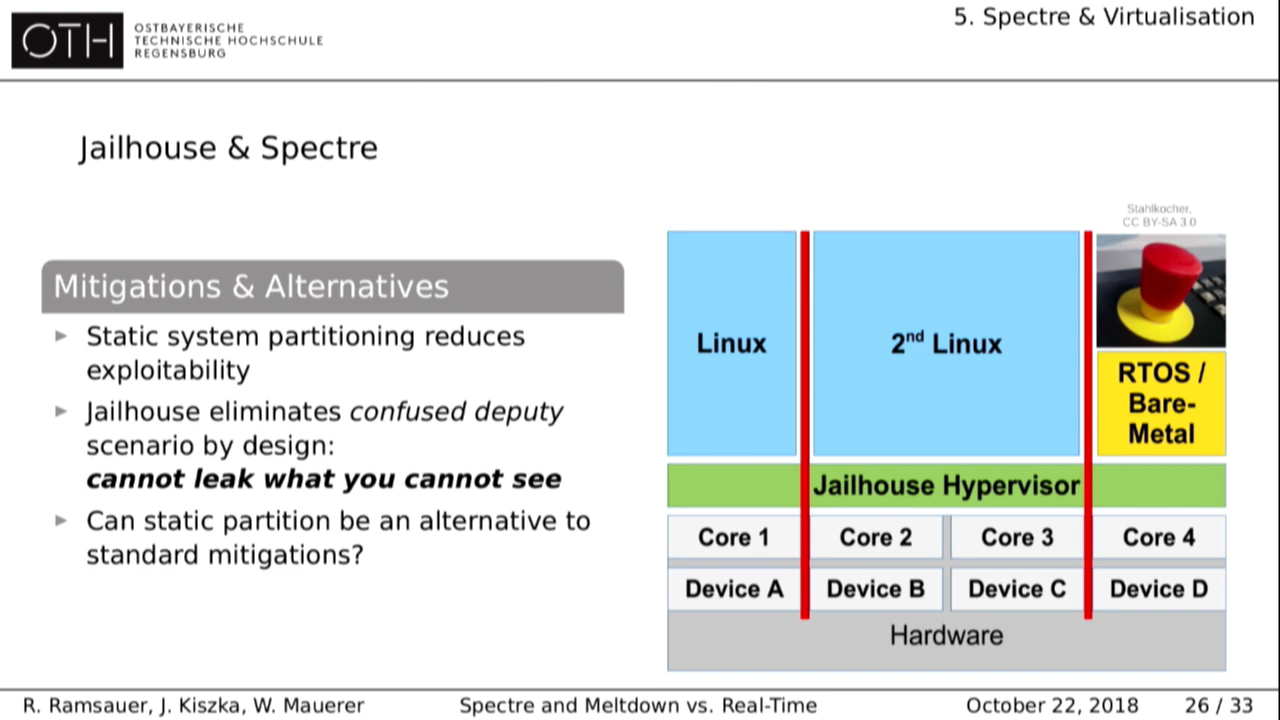 OTH
OSTBAYERISCHE
TECHNISCHE HOCHSCHULE
REGENSBURG
5. Spectre & Virtualisation
Jailhouse & Spectre
Mitigations & Alternatives
▸ Static system partitioning reduces
exploitability
▸ Jailhouse eliminates confused deputy
scenario by design:
cannot leak what you cannot see
▸ Can static partition be an alternative to
standard mitigations?
Stahlkocher,
CC BY-SA 3.0
Linux
2nd Linux
RTOS /
Bare-
Metal
Jailhouse Hypervisor
Core 1
Core 2
Core 3
Core 4
Device A
Device B
Device C
Device D
Hardware
R. Ramsauer, J. Kiszka, W. Mauerer
Spectre and Meltdown vs. Real-Time
October 22, 2018
26 / 33